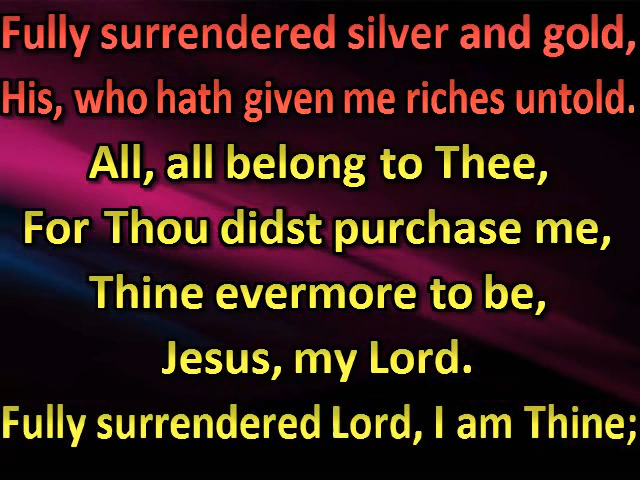 Fully surrendered silver and gold,
His, who hath given me riches untold.
All, all belong to Thee,
For Thou didst purchase me,
Thine evermore to be,
Jesus, my Lord.
Fully surrendered Lord, I am Thine;